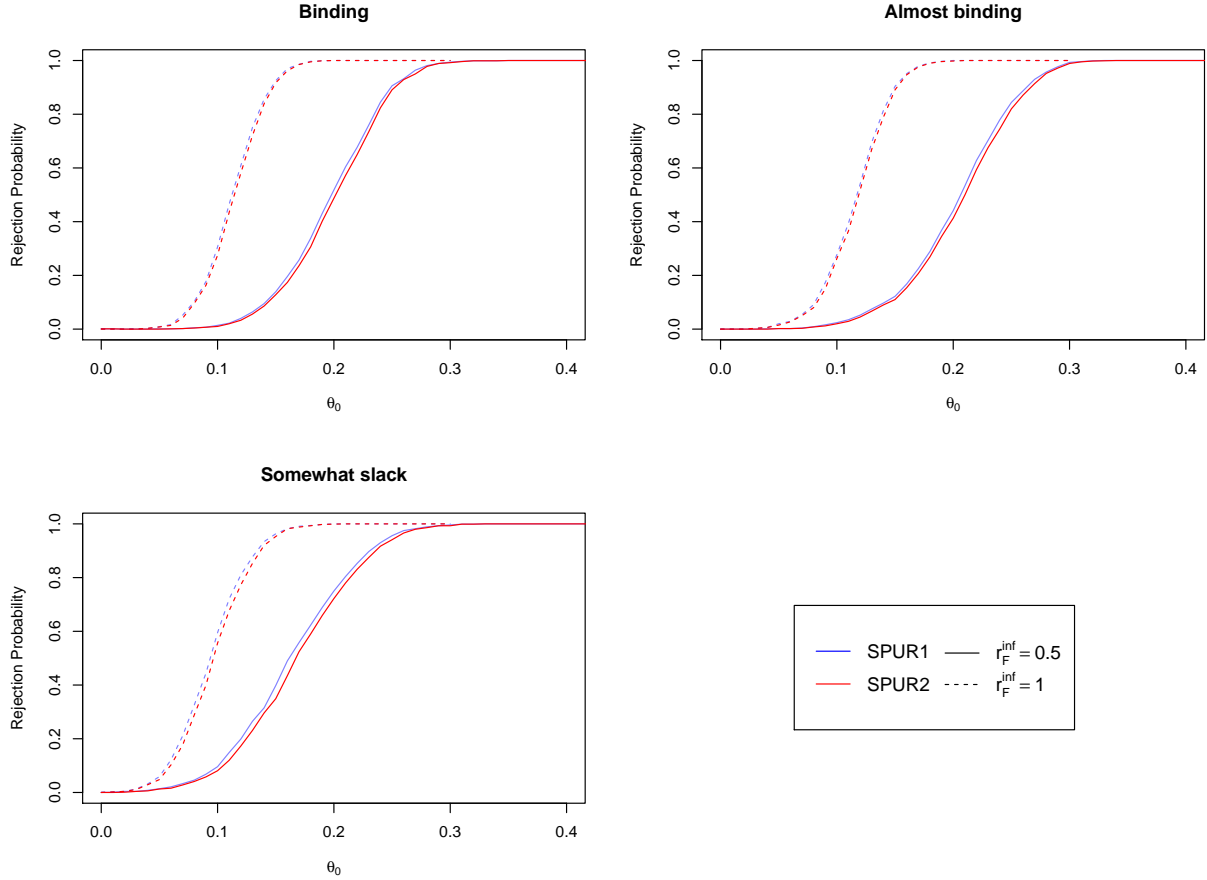 Binding
Rejection Probability
0.0 0.2 0.4 0.6 0.8 1.0
0.0 0.1 0.2 0.3 0.4
θ₀
Almost binding
Rejection Probability
0.0 0.2 0.4 0.6 0.8 1.0
0.0 0.1 0.2 0.3 0.4
θ₀
Somewhat slack
Rejection Probability
0.0 0.2 0.4 0.6 0.8 1.0
0.0 0.1 0.2 0.3 0.4
θ₀
SPUR1 r_F^inf = 0.5
SPUR2 r_F^inf = 1